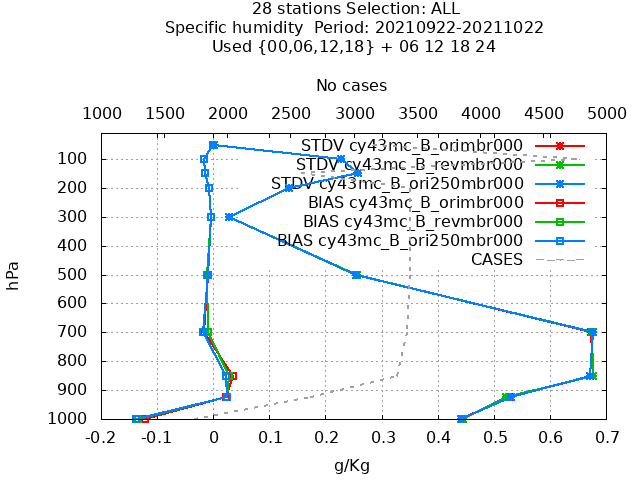 28 stations Selection: ALL
Specific humidity  Period: 20210922-20211022
Used {00,06,12,18} + 06 12 18 24
No cases
1000 1500 2000 2500 3000 3500 4000 4500 5000
STDV cy43mc_B_orimbr000
STDV cy43mc_B_revmbr000
STDV cy43mc_B_ori250mbr000
BIAS cy43mc_B_orimbr000
BIAS cy43mc_B_revmbr000
BIAS cy43mc_B_ori250mbr000
CASES
hPa
100
200
300
400
500
600
700
800
900
1000
-0.2 -0.1 0 0.1 0.2 0.3 0.4 0.5 0.6 0.7
g/Kg